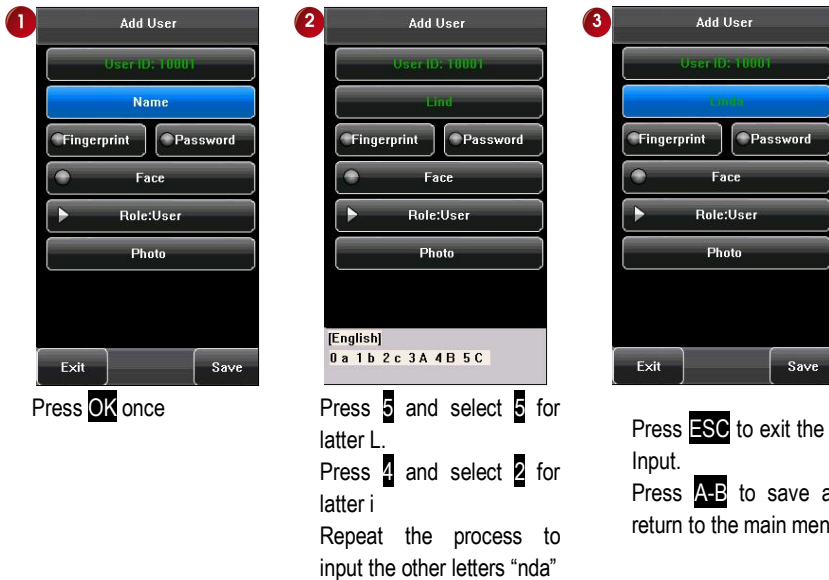 1
Add User
User ID: 10001
Name
Fingerprint
Password
Face
Role:User
Photo
Exit
Save
Press OK once
2
Add User
User ID: 10001
Lind
Fingerprint
Password
Face
Role:User
Photo
[English]
0 a 1 b 2 c 3 A 4 B 5 C
Press 5 and select 5 for
latter L.
Press 4 and select 2 for
latter i
Repeat the process to
input the other letters “nda”
3
Add User
User ID: 10001
Linda
Fingerprint
Password
Face
Role:User
Photo
Exit
Save
Press ESC to exit the
Input.
Press A-B to save a
return to the main men